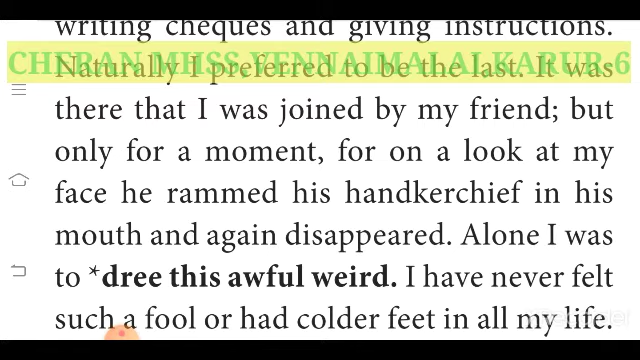 writing cheques and giving instructions.
CHERAN MHSS, VENNAIMALAI, KARUR-6
Naturally I preferred to be the last. It was
there that I was joined by my friend; but
only for a moment, for on a look at my
face he rammed his handkerchief in his
mouth and again disappeared. Alone I was
to *dree this awful weird. I have never felt
such a fool or had colder feet in all my life.